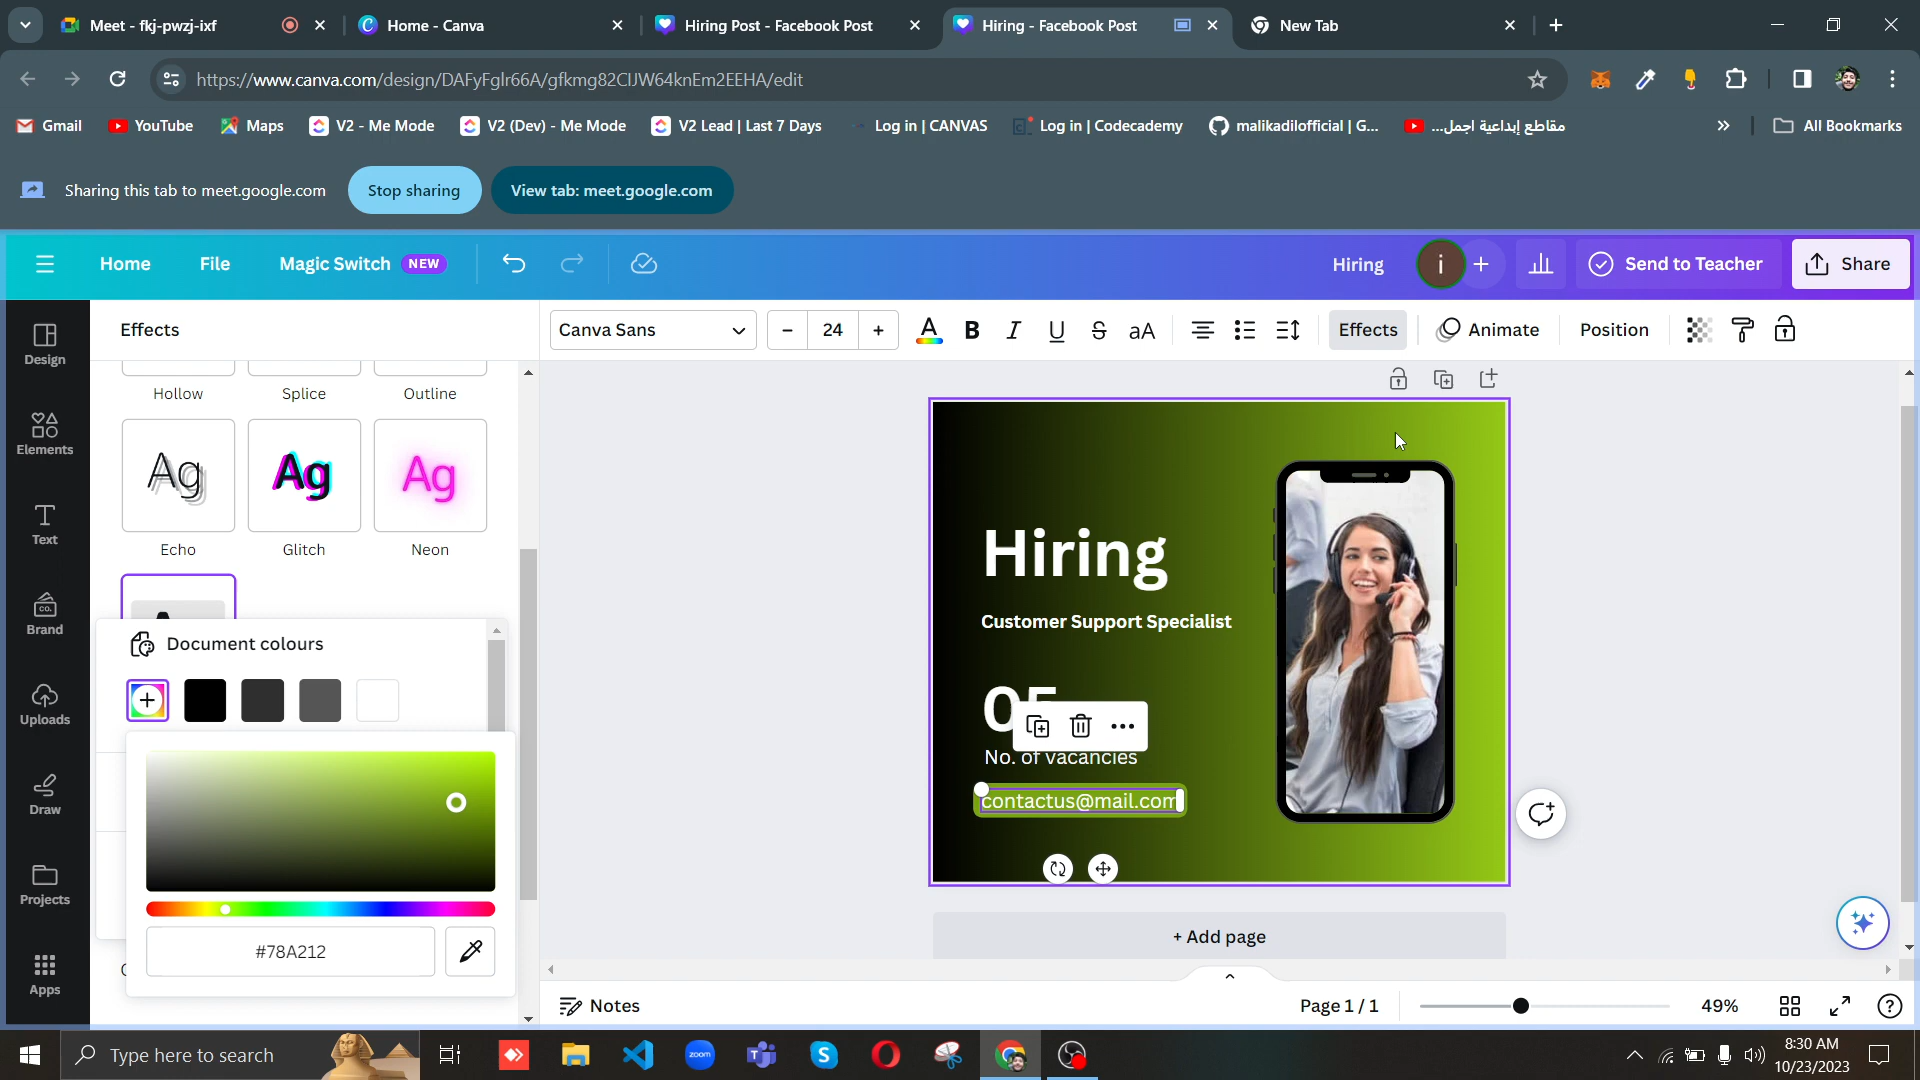 Meet - fkj-pwzj-ixf
Home - Canva
Hiring Post - Facebook Post
Hiring - Facebook Post
New Tab
https://www.canva.com/design/DAFyFglr66A/gfkmg82ClJW64knEm2EEHA/edit
Gmail
YouTube
Maps
V2 - Me Mode
V2 (Dev) - Me Mode
V2 Lead | Last 7 Days
Log in | CANVAS
Log in | Codecademy
malikadilofficial | G...
مقاطع إبداعية اجمل...
All Bookmarks
Sharing this tab to meet.google.com
Stop sharing
View tab: meet.google.com
Home
File
Magic Switch NEW
Hiring
i
Send to Teacher
Share
Design
Elements
Text
Brand
Uploads
Draw
Projects
Apps
Effects
Hollow
Splice
Outline
Ag
Ag
Ag
Echo
Glitch
Neon
Document colours
#78A212
Canva Sans
24
A
B
I
U
S
aA
Effects
Animate
Position
Hiring
Customer Support Specialist
05
No. of vacancies
contactus@mail.com
+ Add page
Notes
Page 1 / 1
49%
Type here to search
zoom
8:30 AM
10/23/2023